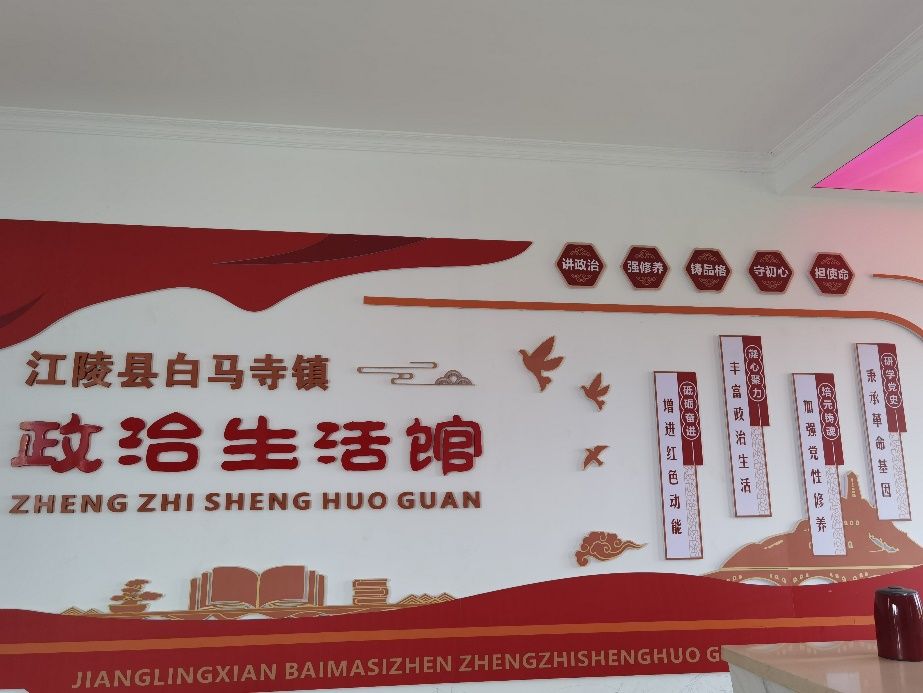 讲政治
强修养
铸品格
守初心
担使命
江陵县白马寺镇
政治生活馆
ZHENG ZHI SHENG HUO GUAN
砥砺奋进
增进红色动能
凝心聚力
丰富政治生活
培元铸魂
加强党性修养
研学党史
秉承革命基因
JIANGLINGXIAN BAIMASIZHEN ZHENGZHISHENGHUO G